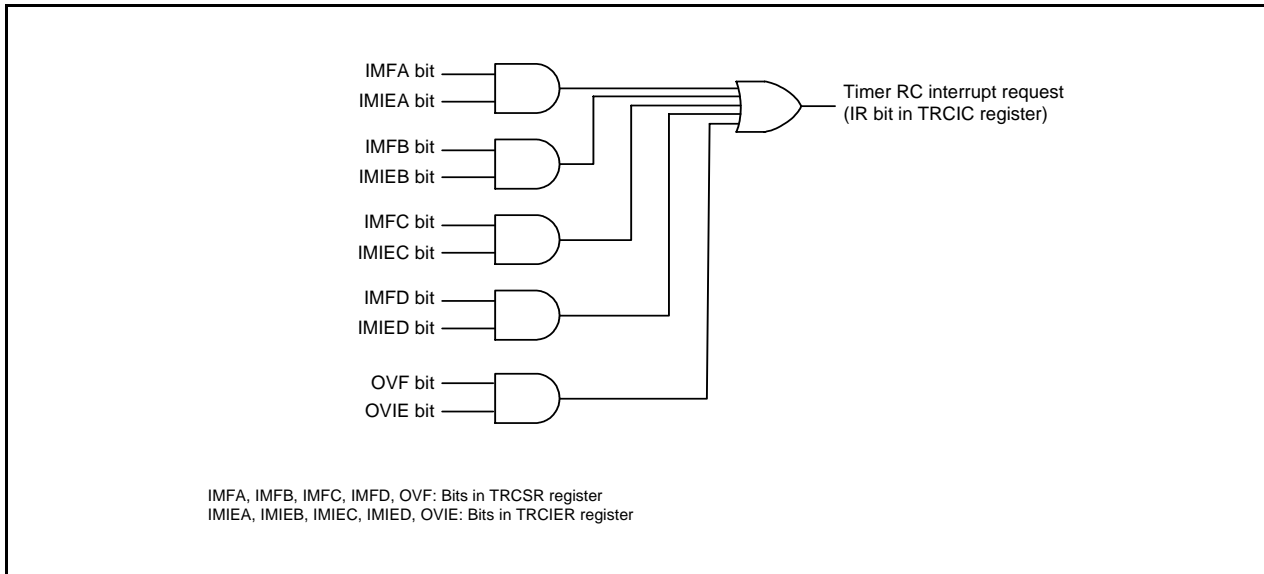 IMFA bit
IMIEA bit
IMFB bit
IMIEB bit
IMFC bit
IMIEC bit
IMFD bit
IMIED bit
OVF bit
OVIE bit
Timer RC interrupt request
(IR bit in TRCIC register)
IMFA, IMFB, IMFC, IMFD, OVF: Bits in TRCSR register
IMIEA, IMIEB, IMIEC, IMIED, OVIE: Bits in TRCIER register